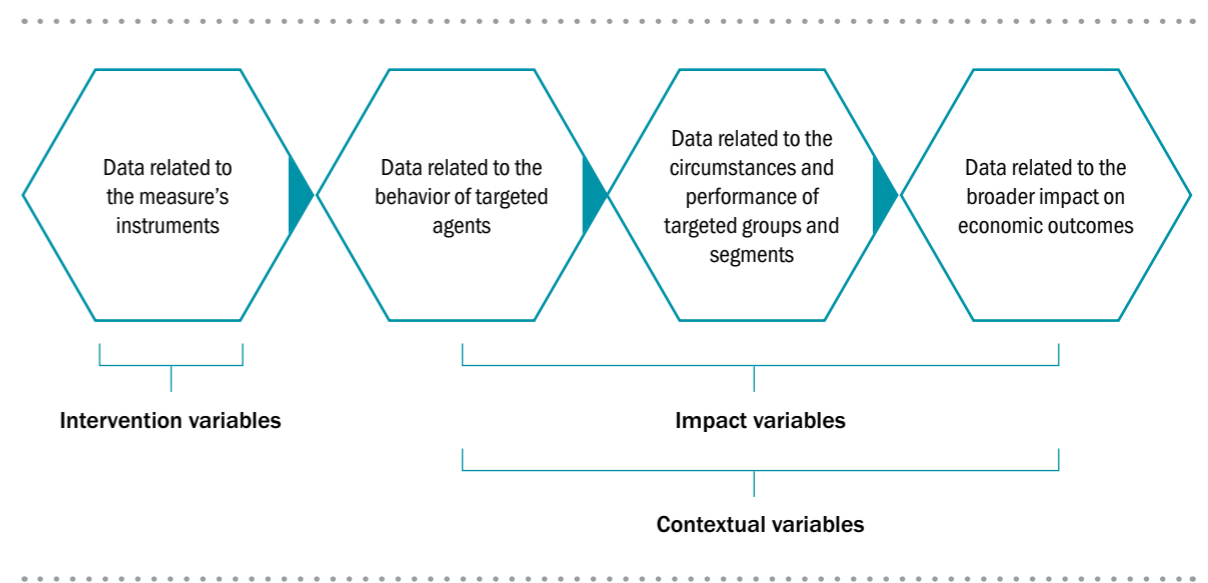 Data related to
the measure’s
instruments
Data related to the
behavior of targeted
agents
Data related to the
circumstances and
performance of
targeted groups and
segments
Data related to the
broader impact on
economic outcomes
Intervention variables
Impact variables
Contextual variables